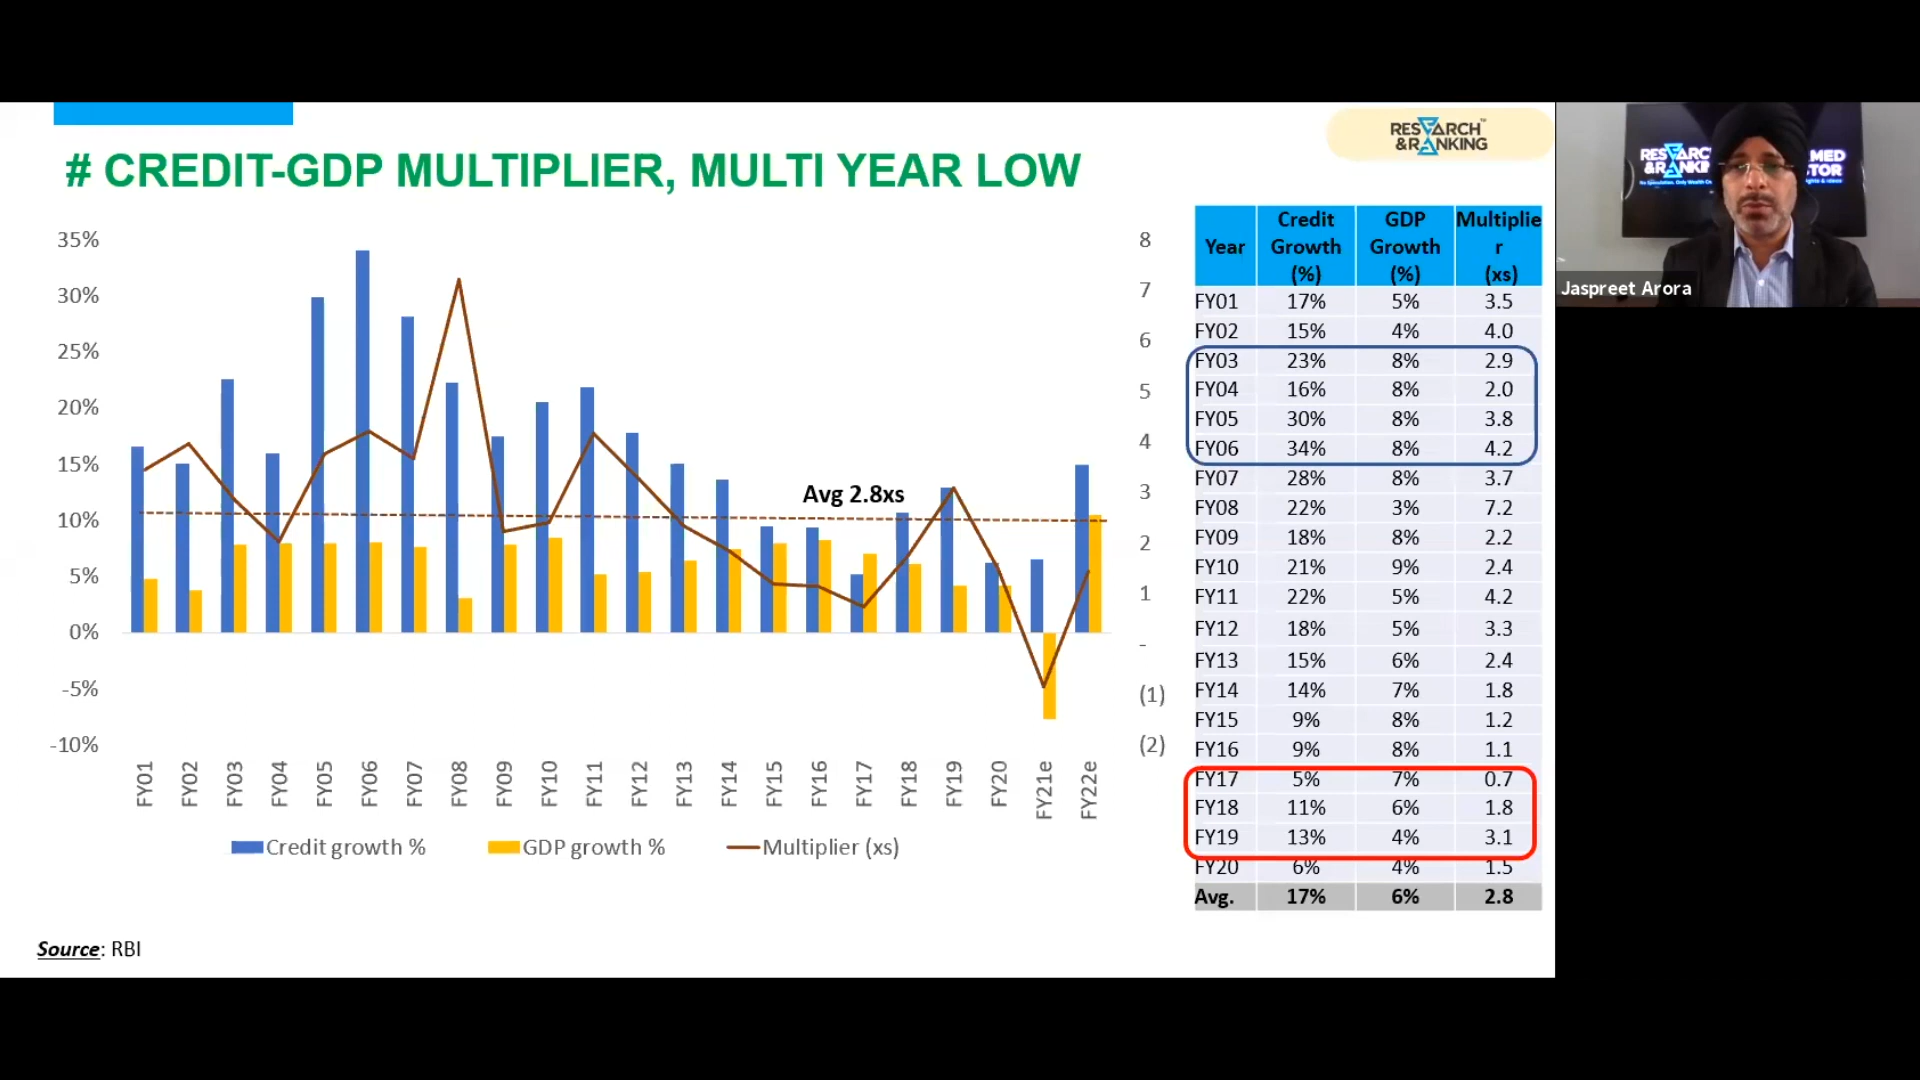 # CREDIT-GDP MULTIPLIER, MULTI YEAR LOW
RESEARCH
&RANKING
35%
30%
25%
20%
15%
10%
5%
0%
-5%
-10%
Avg 2.8xs
8
7
6
5
4
3
2
1
-
(1)
(2)
FY01
FY02
FY03
FY04
FY05
FY06
FY07
FY08
FY09
FY10
FY11
FY12
FY13
FY14
FY15
FY16
FY17
FY18
FY19
FY20
FY21e
FY22e
Credit growth %
GDP growth %
Multiplier (xs)
Source: RBI
Year Credit Growth (%) GDP Growth (%) Multiplier (xs)
FY01 17% 5% 3.5
FY02 15% 4% 4.0
FY03 23% 8% 2.9
FY04 16% 8% 2.0
FY05 30% 8% 3.8
FY06 34% 8% 4.2
FY07 28% 8% 3.7
FY08 22% 3% 7.2
FY09 18% 8% 2.2
FY10 21% 9% 2.4
FY11 22% 5% 4.2
FY12 18% 5% 3.3
FY13 15% 6% 2.4
FY14 14% 7% 1.8
FY15 9% 8% 1.2
FY16 9% 8% 1.1
FY17 5% 7% 0.7
FY18 11% 6% 1.8
FY19 13% 4% 3.1
FY20 6% 4% 1.5
Avg. 17% 6% 2.8
RESEARC
&RANKI
MED
TOR
Jaspreet Arora